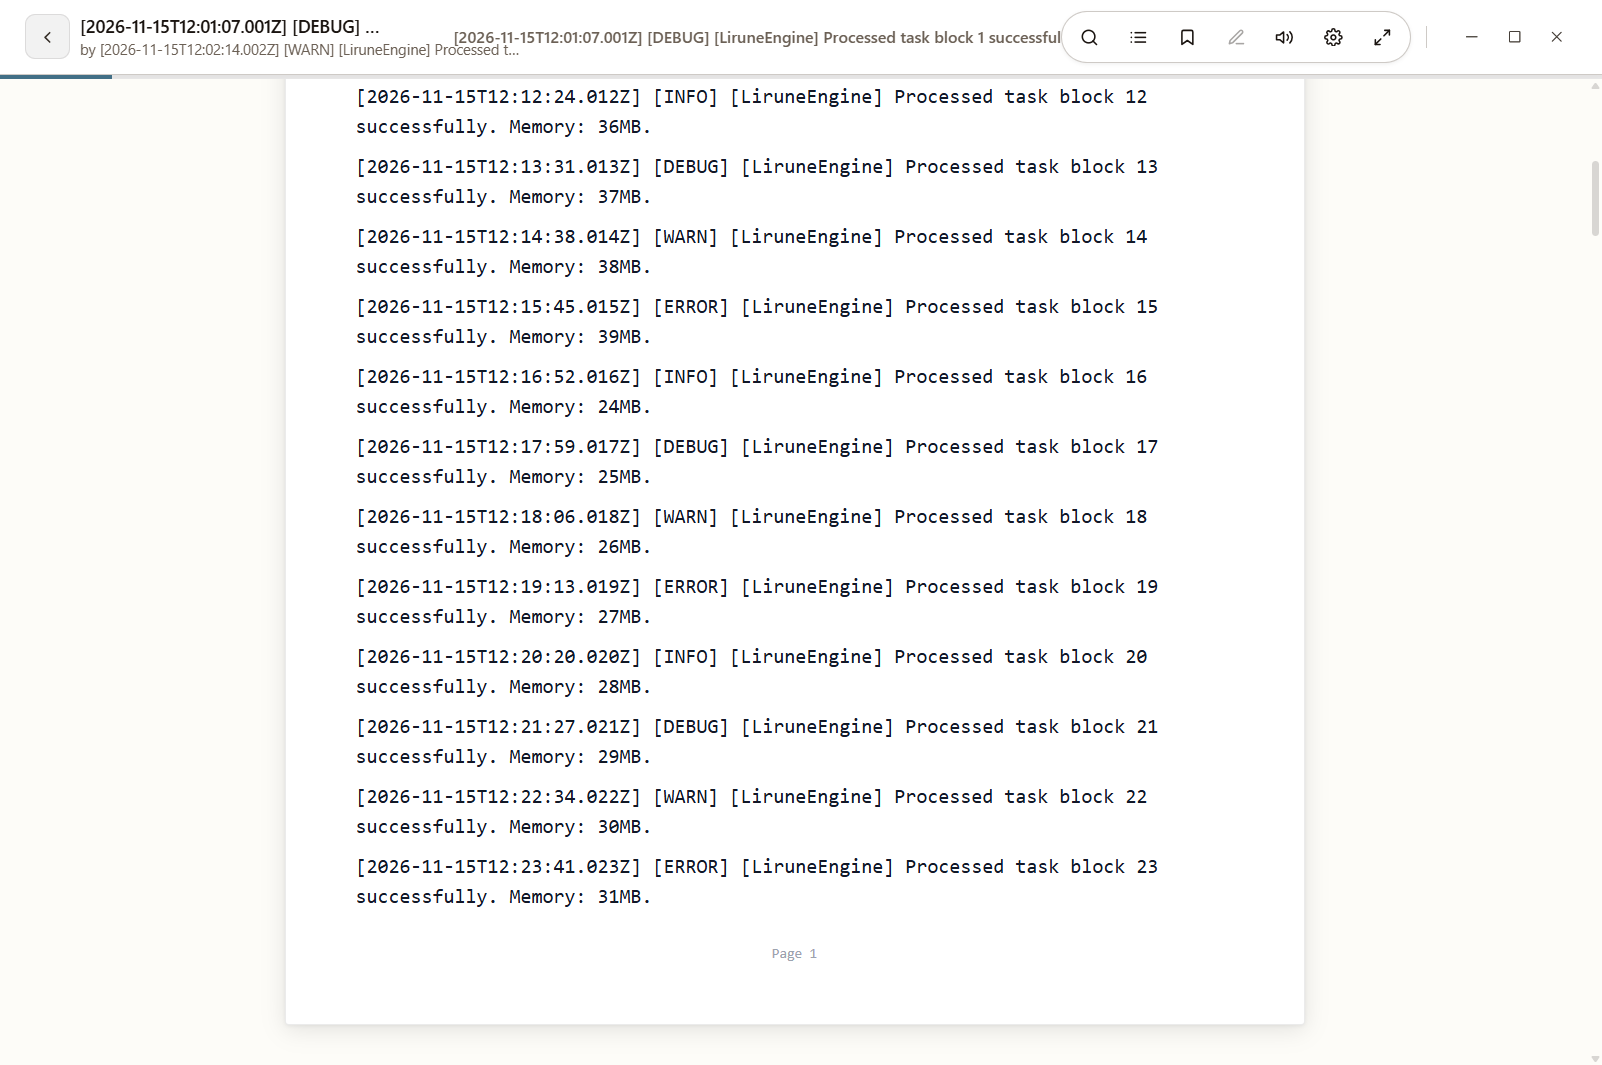 [2026-11-15T12:01:07.001Z] [DEBUG] ...
by [2026-11-15T12:02:14.002Z] [WARN] [LiruneEngine] Processed t...
[2026-11-15T12:01:07.001Z] [DEBUG] [LiruneEngine] Processed task block 1 successful
[2026-11-15T12:12:24.012Z] [INFO] [LiruneEngine] Processed task block 12
successfully. Memory: 36MB.
[2026-11-15T12:13:31.013Z] [DEBUG] [LiruneEngine] Processed task block 13
successfully. Memory: 37MB.
[2026-11-15T12:14:38.014Z] [WARN] [LiruneEngine] Processed task block 14
successfully. Memory: 38MB.
[2026-11-15T12:15:45.015Z] [ERROR] [LiruneEngine] Processed task block 15
successfully. Memory: 39MB.
[2026-11-15T12:16:52.016Z] [INFO] [LiruneEngine] Processed task block 16
successfully. Memory: 24MB.
[2026-11-15T12:17:59.017Z] [DEBUG] [LiruneEngine] Processed task block 17
successfully. Memory: 25MB.
[2026-11-15T12:18:06.018Z] [WARN] [LiruneEngine] Processed task block 18
successfully. Memory: 26MB.
[2026-11-15T12:19:13.019Z] [ERROR] [LiruneEngine] Processed task block 19
successfully. Memory: 27MB.
[2026-11-15T12:20:20.020Z] [INFO] [LiruneEngine] Processed task block 20
successfully. Memory: 28MB.
[2026-11-15T12:21:27.021Z] [DEBUG] [LiruneEngine] Processed task block 21
successfully. Memory: 29MB.
[2026-11-15T12:22:34.022Z] [WARN] [LiruneEngine] Processed task block 22
successfully. Memory: 30MB.
[2026-11-15T12:23:41.023Z] [ERROR] [LiruneEngine] Processed task block 23
successfully. Memory: 31MB.
Page 1